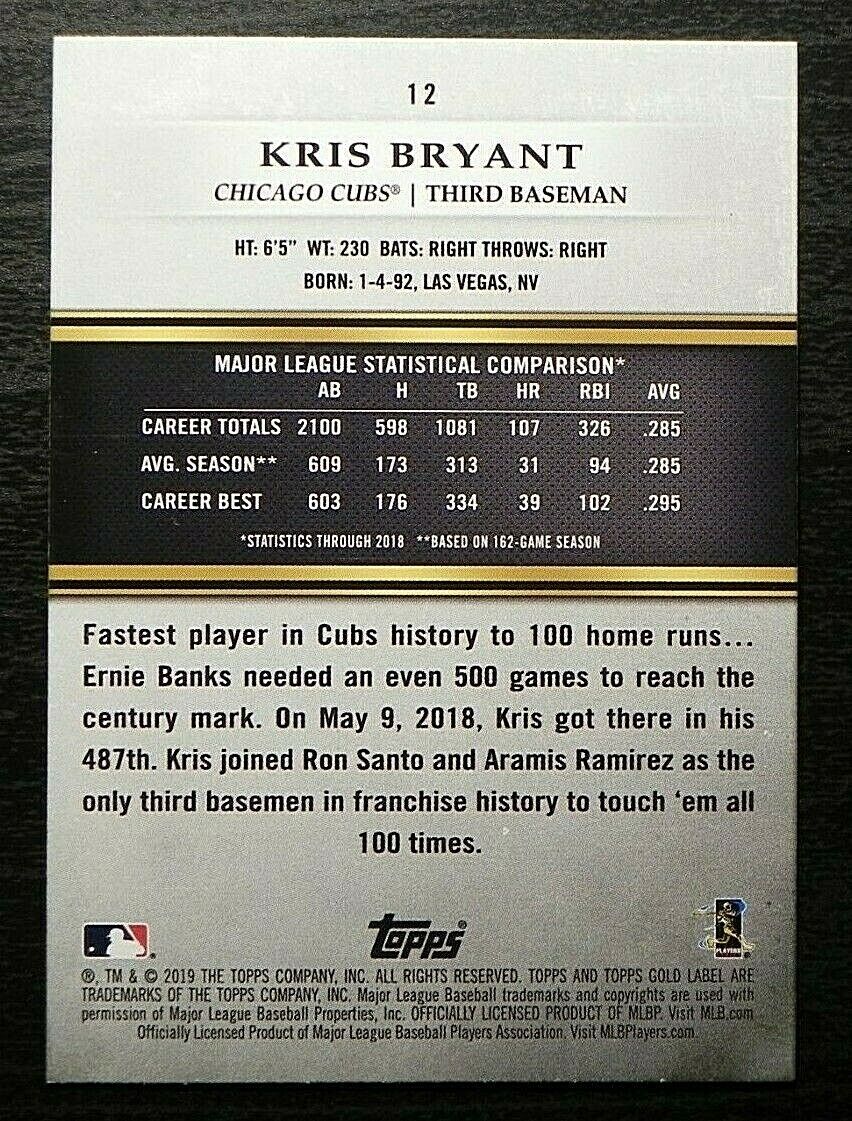 12
KRIS BRYANT
CHICAGO CUBS® | THIRD BASEMAN
HT: 6'5" WT: 230 BATS: RIGHT THROWS: RIGHT
BORN: 1-4-92, LAS VEGAS, NV
MAJOR LEAGUE STATISTICAL COMPARISON*
AB H TB HR RBI AVG
CAREER TOTALS 2100 598 1081 107 326 .285
AVG. SEASON** 609 173 313 31 94 .285
CAREER BEST 603 176 334 39 102 .295
*STATISTICS THROUGH 2018 **BASED ON 162-GAME SEASON
Fastest player in Cubs history to 100 home runs...
Ernie Banks needed an even 500 games to reach the
century mark. On May 9, 2018, Kris got there in his
487th. Kris joined Ron Santo and Aramis Ramirez as the
only third basemen in franchise history to touch 'em all
100 times.
Topps®
PLAYERS
®, TM & © 2019 THE TOPPS COMPANY, INC. ALL RIGHTS RESERVED. TOPPS AND TOPPS GOLD LABEL ARE
TRADEMARKS OF THE TOPPS COMPANY, INC. Major League Baseball trademarks and copyrights are used with
permission of Major League Baseball Properties, Inc. OFFICIALLY LICENSED PRODUCT OF MLBP. Visit MLB.com
Officially Licensed Product of Major League Baseball Players Association. Visit MLBPlayers.com.